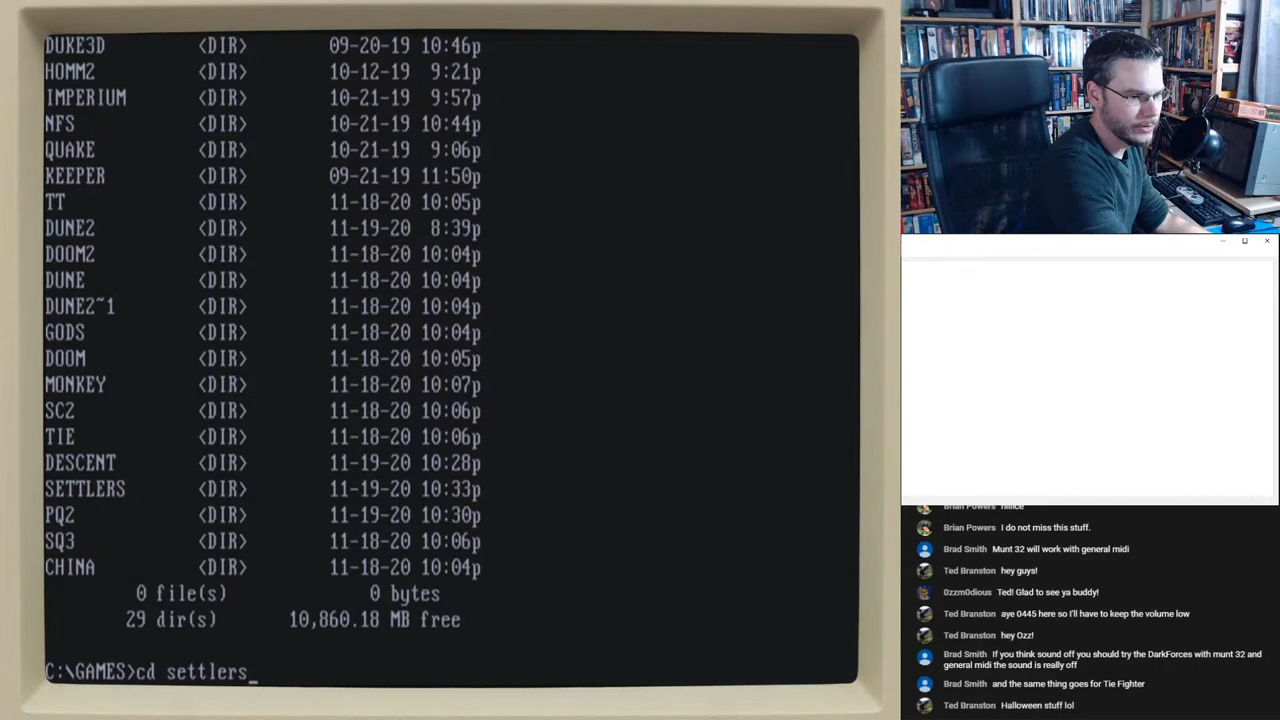 DUKE3D <DIR> 09-20-19 10:46p
HOMM2 <DIR> 10-12-19 9:21p
IMPERIUM <DIR> 10-21-19 9:57p
NFS <DIR> 10-21-19 10:44p
QUAKE <DIR> 10-21-19 9:06p
KEEPER <DIR> 09-21-19 11:50p
TT <DIR> 11-18-20 10:05p
DUNE2 <DIR> 11-19-20 8:39p
DOOM2 <DIR> 11-18-20 10:04p
DUNE <DIR> 11-18-20 10:04p
DUNE2~1 <DIR> 11-18-20 10:04p
GODS <DIR> 11-18-20 10:04p
DOOM <DIR> 11-18-20 10:05p
MONKEY <DIR> 11-18-20 10:07p
SC2 <DIR> 11-18-20 10:06p
TIE <DIR> 11-18-20 10:06p
DESCENT <DIR> 11-19-20 10:28p
SETTLERS <DIR> 11-19-20 10:33p
PQ2 <DIR> 11-19-20 10:30p
SQ3 <DIR> 11-18-20 10:06p
CHINA <DIR> 11-18-20 10:04p
0 file(s) 0 bytes
29 dir(s) 10,860.18 MB free
C:\GAMES>cd settlers_
Brian Powers
Brian Powers I do not miss this stuff.
Brad Smith Munt 32 will work with general midi
Ted Branston hey guys!
0zzm0dious Ted! Glad to see ya buddy!
Ted Branston aye 0445 here so I'll have to keep the volume low
Ted Branston hey Ozz!
Brad Smith If you think sound off you should try the DarkForces with munt 32 and
general midi the sound is really off
Brad Smith and the same thing goes for Tie Fighter
Ted Branston Halloween stuff lol